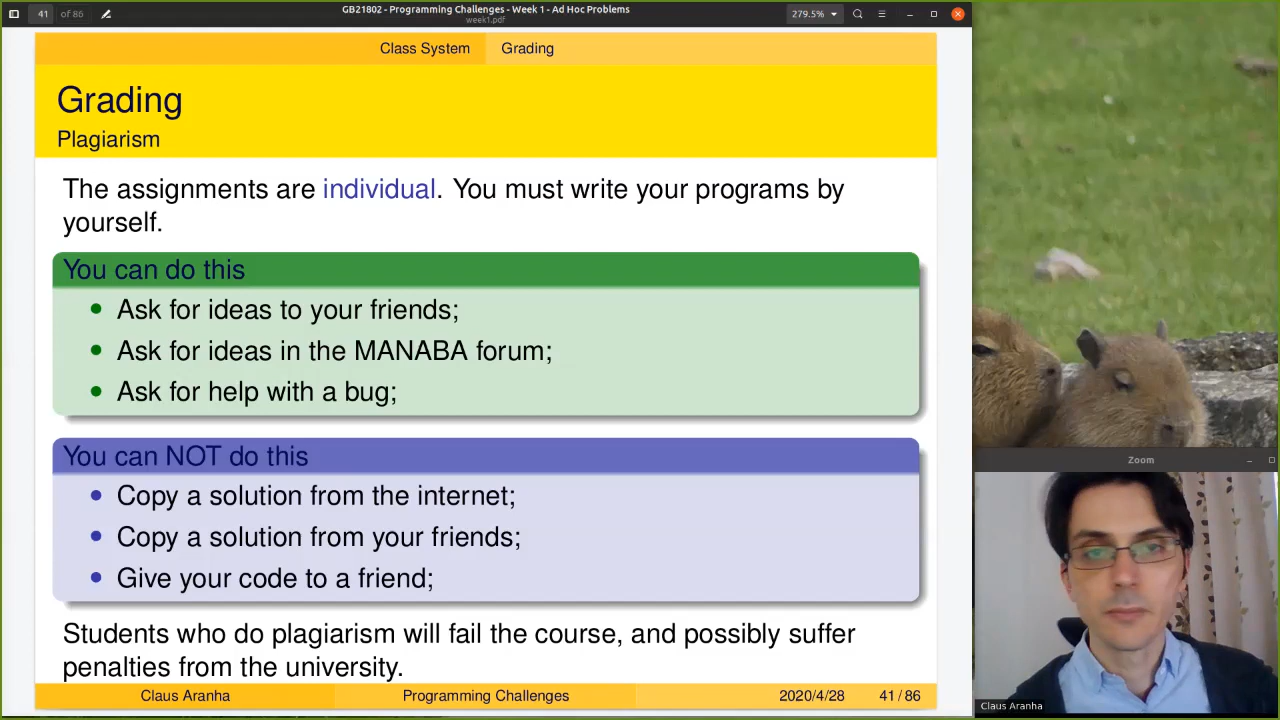 41 of 86
GB21802 - Programming Challenges - Week 1 - Ad Hoc Problems
week1.pdf
279.5%
Class System Grading
Grading
Plagiarism
The assignments are individual. You must write your programs by
yourself.
You can do this
Ask for ideas to your friends;
Ask for ideas in the MANABA forum;
Ask for help with a bug;
You can NOT do this
Copy a solution from the internet;
Copy a solution from your friends;
Give your code to a friend;
Students who do plagiarism will fail the course, and possibly suffer
penalties from the university.
Claus Aranha Programming Challenges 2020/4/28 41 / 86
Zoom
Claus Aranha